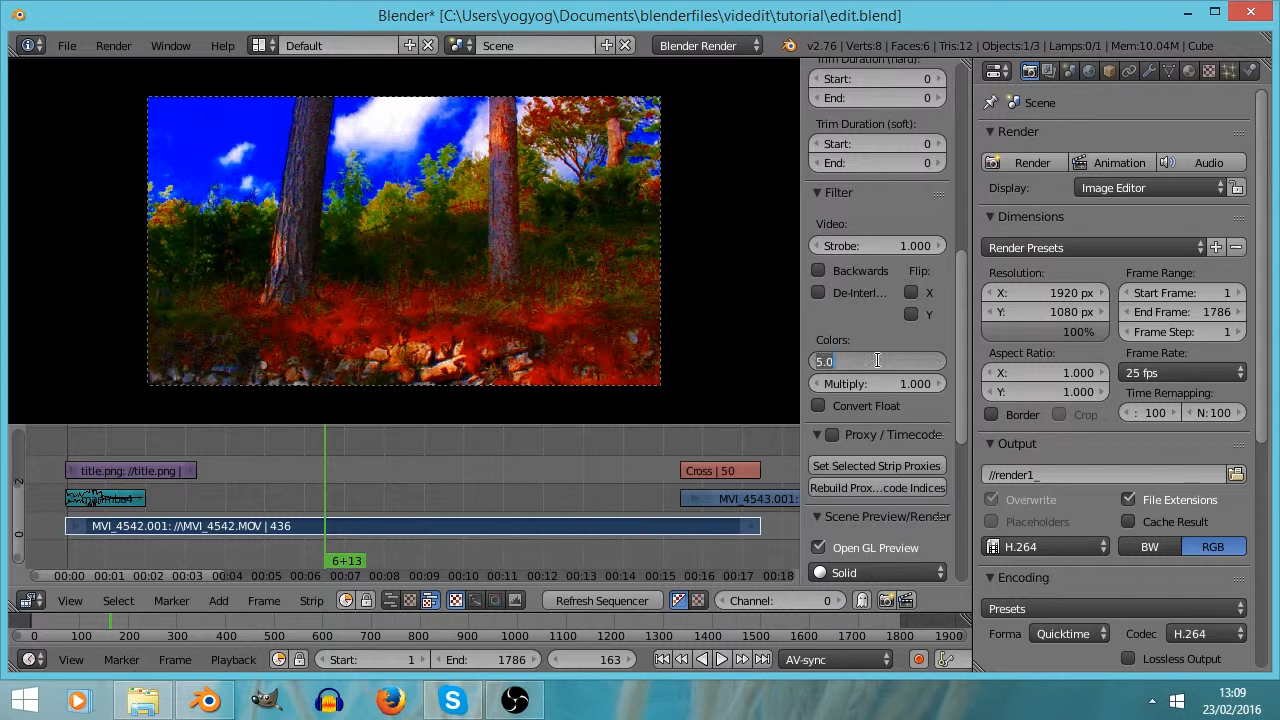 Blender* [C:\Users\yogyog\Documents\blenderfiles\videdit\tutorial\edit.blend]
File Render Window Help Default Scene Blender Render v2.76 | Verts:8 | Faces:6 | Tris:12 | Objects:1/3 | Lamps:0/1 | Mem:10.04M | Cube
Trim Duration (hard):
Start: 0
End: 0
Trim Duration (soft):
Start: 0
End: 0
Filter
Video:
Strobe: 1.000
Backwards Flip:
De-Interl... X
Y
Colors:
5.0
Multiply: 1.000
Convert Float
Proxy / Timecode
Set Selected Strip Proxies
Rebuild Prox...code Indices
Scene Preview/Render
Open GL Preview
Solid
Scene
Render
Render Animation Audio
Display: Image Editor
Dimensions
Render Presets
Resolution: Frame Range:
X: 1920 px Start Frame: 1
Y: 1080 px End Frame: 1786
100% Frame Step: 1
Aspect Ratio: Frame Rate:
X: 1.000 25 fps
Y: 1.000 Time Remapping:
Border Crop : 100 N:100
Output
//render1_
Overwrite File Extensions
Placeholders Cache Result
H.264 BW RGB
Encoding
Presets
Forma Quicktime Codec H.264
Lossless Output
title.png: //title.png | Cross | 50
MVI_4543.001:
MVI_4542.001: //MVI_4542.MOV | 436
6+13
2
0
00:00 00:01 00:02 00:03 00:04 00:05 00:06 00:07 00:08 00:09 00:10 00:11 00:12 00:13 00:14 00:15 00:16 00:17 00:18
View Select Marker Add Frame Strip Refresh Sequencer Channel: 0
0 100 200 300 400 500 600 700 800 900 1000 1100 1200 1300 1400 1500 1600 1700 1800 1900
View Marker Frame Playback Start: 1 End: 1786 163 AV-sync
13:09
23/02/2016